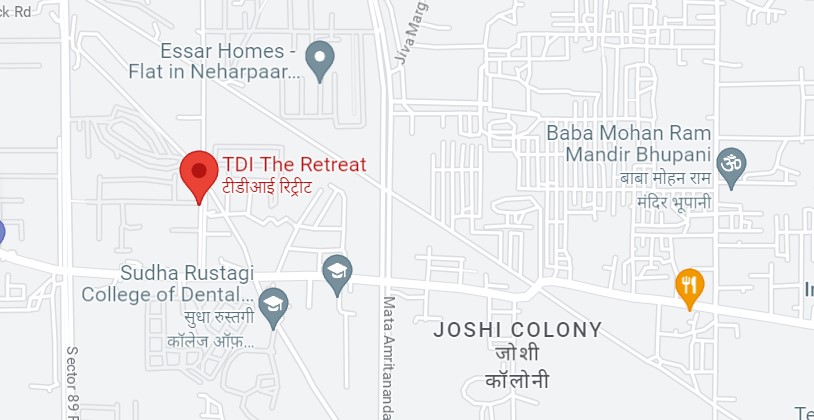 ck Rd
Jiva Marg
Essar Homes -
Flat in Neharpaar...
TDI The Retreat
टीडीआई रिट्रीट
Baba Mohan Ram
Mandir Bhupani
बाबा मोहन राम
मंदिर भूपानी
Sudha Rustagi
College of Dental...
सुधा रुस्तगी
कॉलेज ऑफ़...
JOSHI COLONY
जोशी
कॉलोनी
Mata Amritananda
Sector 89 R
In
Te